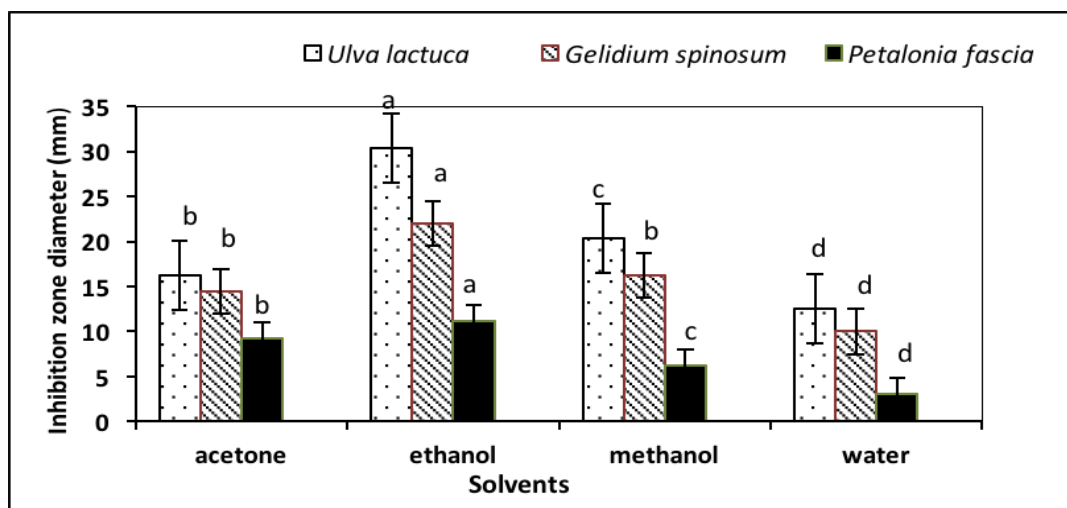 Ulva lactuca Gelidium spinosum Petalonia fascia
Inhibition zone diameter (mm)
35
30
25
20
15
10
5
0
b b b
a a a
c b c
d d d
acetone ethanol methanol water
Solvents